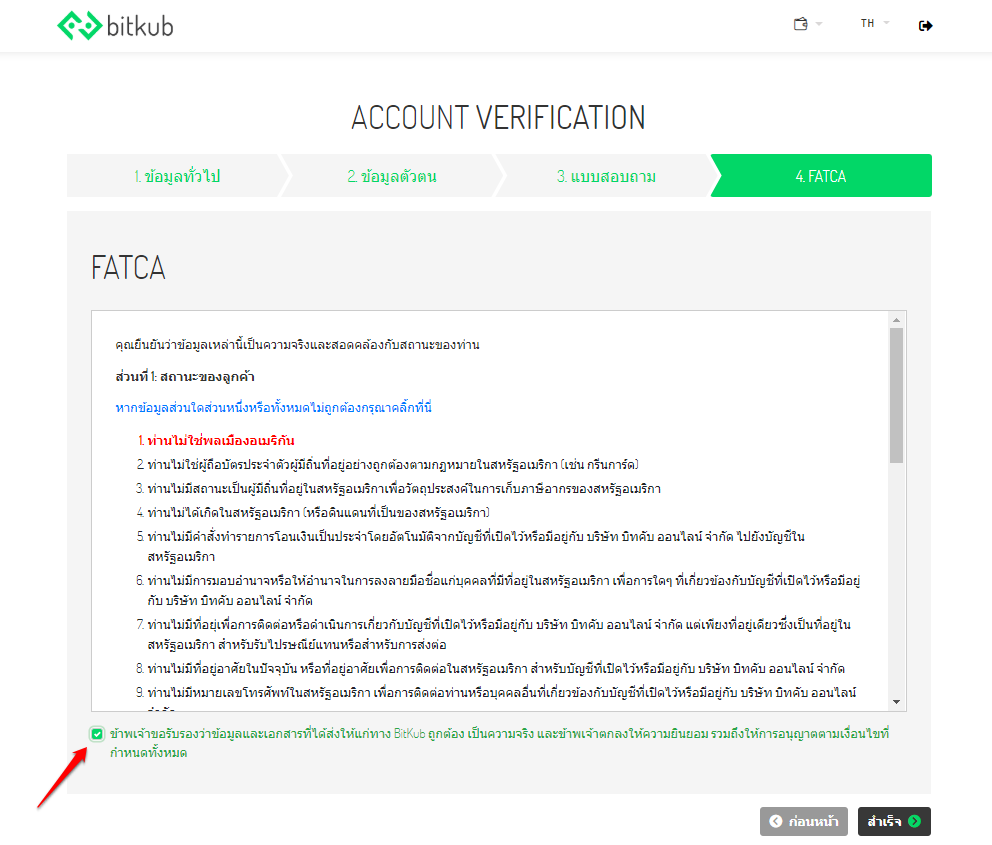 bitkub
TH
ACCOUNT VERIFICATION
1. ข้อมูลทั่วไป
2. ข้อมูลตัวตน
3. แบบสอบถาม
4. FATCA
FATCA
คุณยืนยันว่าข้อมูลเหล่านี้เป็นความจริงและสอดคล้องกับสถานะของท่าน
ส่วนที่ 1: สถานะของลูกค้า
หากข้อมูลส่วนใดส่วนหนึ่งหรือทั้งหมดไม่ถูกต้องกรุณาคลิ๊กที่นี่
1. ท่านไม่ใช่พลเมืองอเมริกัน
2. ท่านไม่ใช่ผู้ถือบัตรประจำตัวผู้มีถิ่นที่อยู่อย่างถูกต้องตามกฎหมายในสหรัฐอเมริกา (เช่น กรีนการ์ด)
3. ท่านไม่มีสถานะเป็นผู้มีถิ่นที่อยู่ในสหรัฐอเมริกาเพื่อวัตถุประสงค์ในการเก็บภาษีอากรของสหรัฐอเมริกา
4. ท่านไม่ได้เกิดในสหรัฐอเมริกา (หรือดินแดนที่เป็นของสหรัฐอเมริกา)
5. ท่านไม่มีคำสั่งทำรายการโอนเงินเป็นประจำโดยอัตโนมัติจากบัญชีที่เปิดไว้หรือมีอยู่กับ บริษัท บิทคับ ออนไลน์ จำกัด ไปยังบัญชีใน
สหรัฐอเมริกา
6. ท่านไม่มีการมอบอำนาจหรือให้อำนาจในการลงลายมือชื่อแก่บุคคลที่มีที่อยู่ในสหรัฐอเมริกา เพื่อการใดๆ ที่เกี่ยวข้องกับบัญชีที่เปิดไว้หรือมีอยู่
กับ บริษัท บิทคับ ออนไลน์ จำกัด
7. ท่านไม่มีที่อยู่เพื่อการติดต่อหรือดำเนินการเกี่ยวกับบัญชีที่เปิดไว้หรือมีอยู่กับ บริษัท บิทคับ ออนไลน์ จำกัด แต่เพียงที่อยู่เดียวซึ่งเป็นที่อยู่ใน
สหรัฐอเมริกา สำหรับรับไปรษณีย์แทนหรือสำหรับการส่งต่อ
8. ท่านไม่มีที่อยู่อาศัยในปัจจุบัน หรือที่อยู่อาศัยเพื่อการติดต่อในสหรัฐอเมริกา สำหรับบัญชีที่เปิดไว้หรือมีอยู่กับ บริษัท บิทคับ ออนไลน์ จำกัด
9. ท่านไม่มีหมายเลขโทรศัพท์ในสหรัฐอเมริกา เพื่อการติดต่อท่านหรือบุคคลอื่นที่เกี่ยวข้องกับบัญชีที่เปิดไว้หรือมีอยู่กับ บริษัท บิทคับ ออนไลน์
ข้าพเจ้าขอรับรองว่าข้อมูลและเอกสารที่ได้ส่งให้แก่ทาง BitKub ถูกต้อง เป็นความจริง และข้าพเจ้าตกลงให้ความยินยอม รวมถึงให้การอนุญาตตามเงื่อนไขที่
กำหนดทั้งหมด
ก่อนหน้า
สำเร็จ